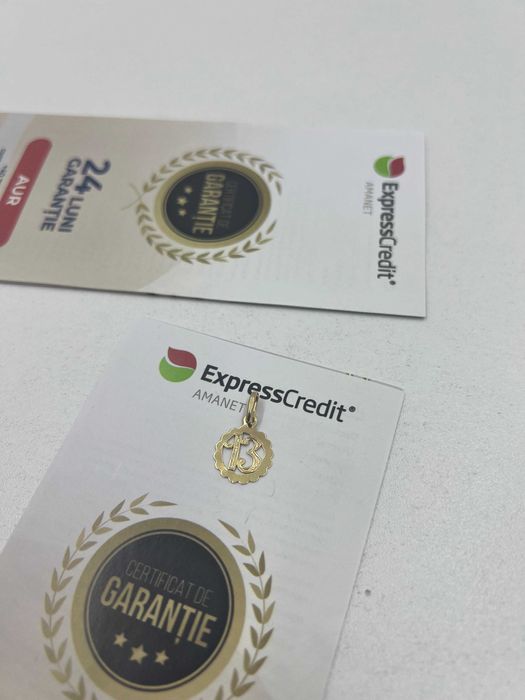 ExpressCredit®
AMANET
CERTIFICAT DE
GARANȚIE
24 LUNI
GARANȚIE
AUR
ExpressCredit®
AMANET
13
CERTIFICAT DE
GARANȚIE